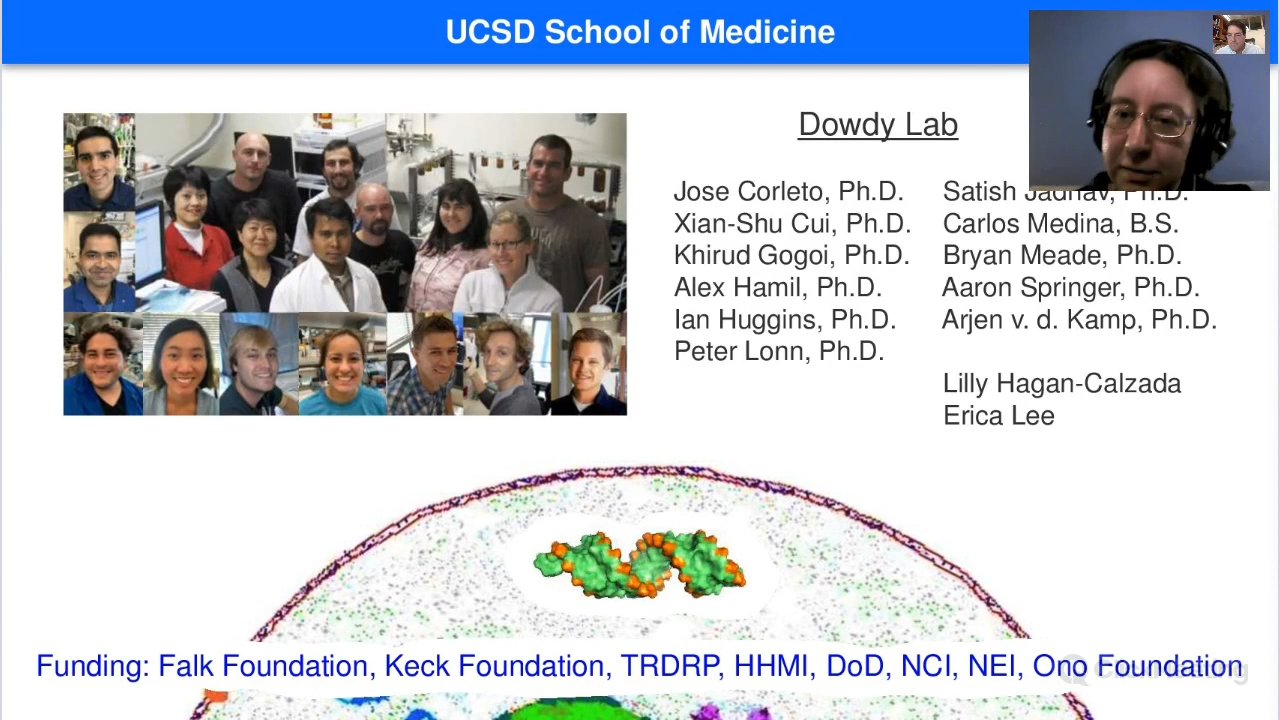 UCSD School of Medicine
Dowdy Lab
Jose Corleto, Ph.D.
Xian-Shu Cui, Ph.D.
Khirud Gogoi, Ph.D.
Alex Hamil, Ph.D.
Ian Huggins, Ph.D.
Peter Lonn, Ph.D.
Satish Jadhav, Ph.D.
Carlos Medina, B.S.
Bryan Meade, Ph.D.
Aaron Springer, Ph.D.
Arjen v. d. Kamp, Ph.D.
Lilly Hagan-Calzada
Erica Lee
Funding: Falk Foundation, Keck Foundation, TRDRP, HHMI, DoD, NCI, NEI, Ono Foundation